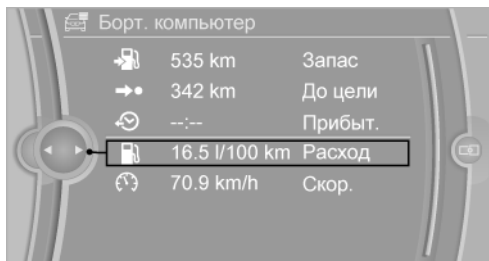 Борт. компьютер
535 km Запас
342 km До цели
--:-- Прибыт.
16.5 l/100 km Расход
70.9 km/h Скор.